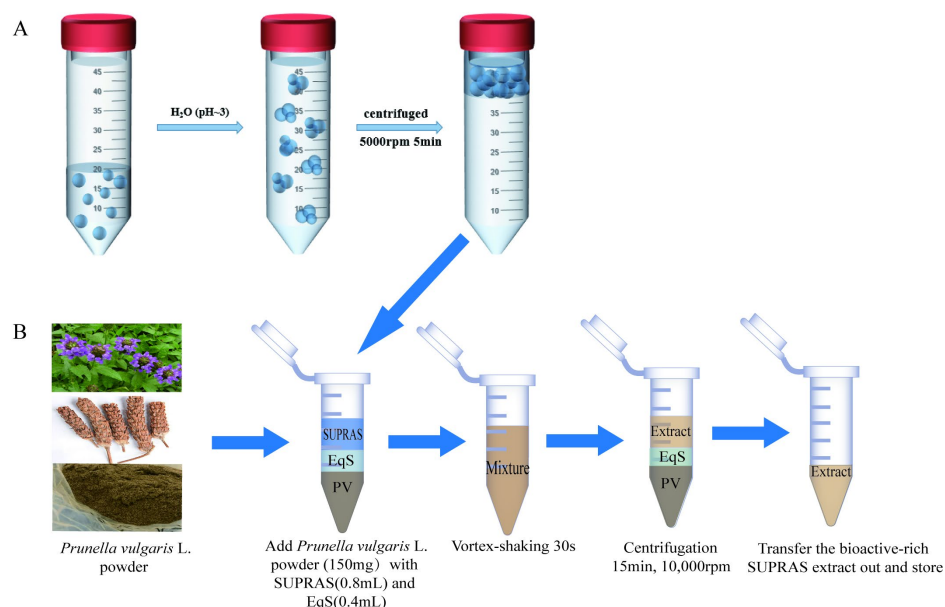 A
45
40
35
30
25
20
15
10
H₂O (pH~3)
45
40
35
30
25
20
15
10
centrifuged
5000rpm 5min
45
40
35
30
25
20
15
10
B
Prunella vulgaris L.
powder
SUPRAS
EqS
PV
Add Prunella vulgaris L.
powder (150mg) with
SUPRAS(0.8mL) and
EqS(0.4mL)
Mixture
Vortex-shaking 30s
Extract
EqS
PV
Centrifugation
15min, 10,000rpm
Extract
Transfer the bioactive-rich
SUPRAS extract out and store